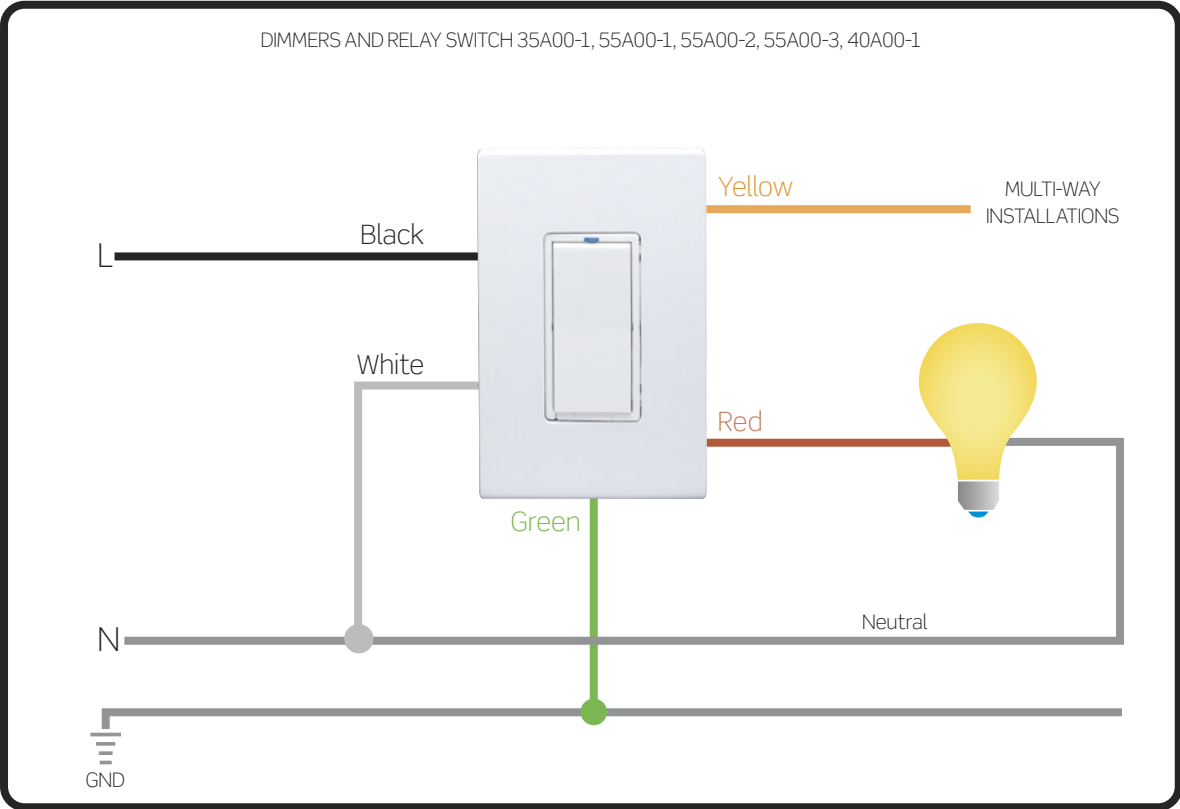 DIMMERS AND RELAY SWITCH 35A00-1, 55A00-1, 55A00-2, 55A00-3, 40A00-1
Yellow
MULTI-WAY
INSTALLATIONS
Black
L
White
Red
Green
Neutral
N
GND